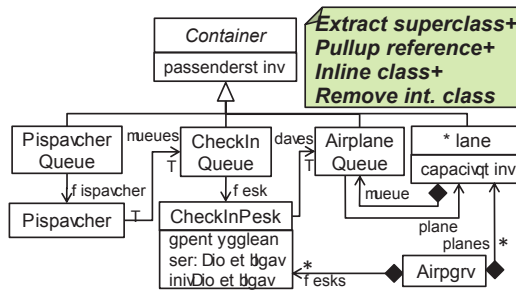 Container
passenderst inv
Extract superclass+
Pullup reference+
Inline class+
Remove int. class
Pispavcher
Queue
mueues
T
CheckIn
Queue
daves
T
Airplane
Queue
* lane
capacivqt inv
f ispavcher
Pispavcher
T
f esk
CheckInPesk
gpent ygglean
ser: Dio et bgav
inivDio et bgav
mueue
plane
planes
*
*
f esks
Airpgrv